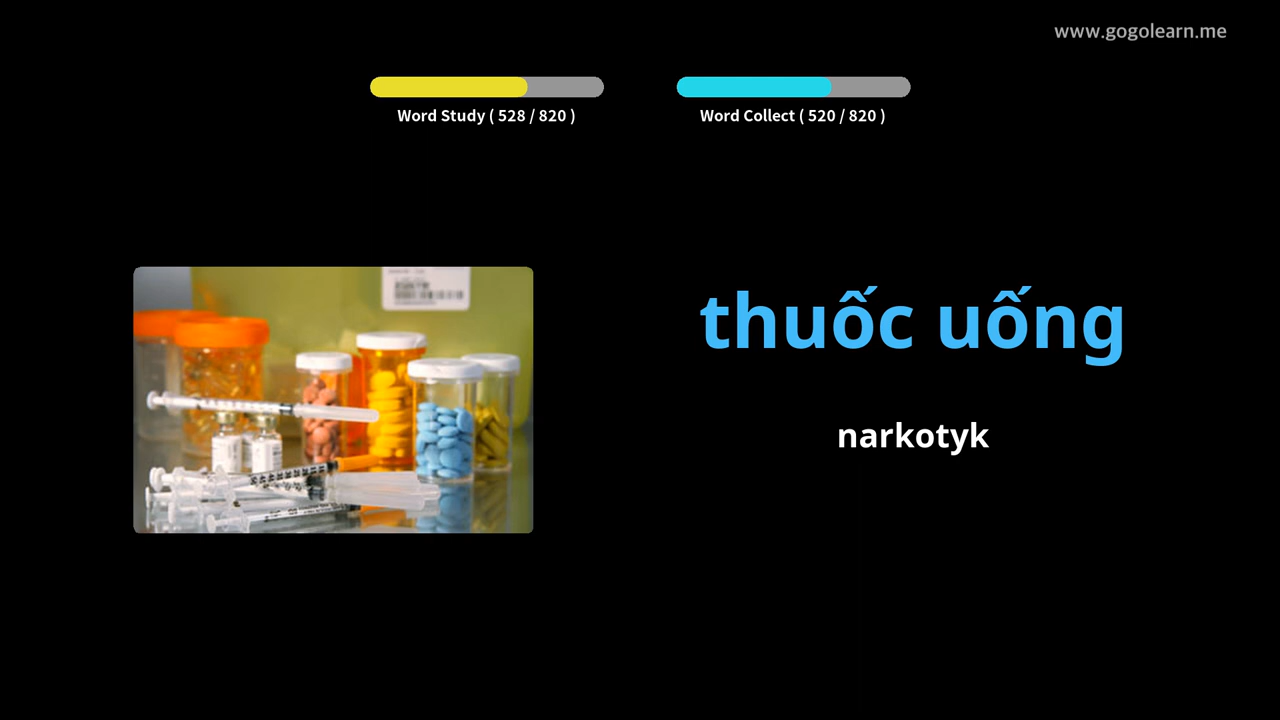 www.gogolearn.me
Word Study ( 528 / 820 )
Word Collect ( 520 / 820 )
thuốc uống
narkotyk